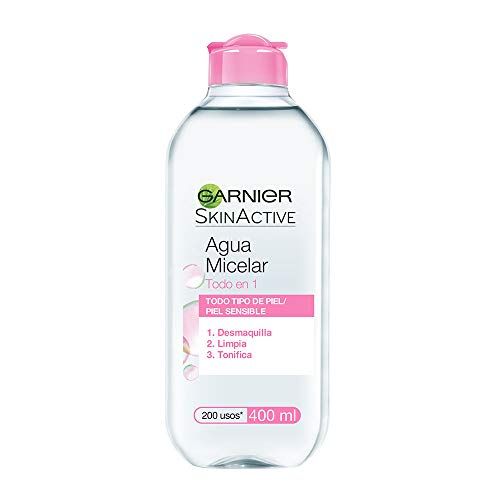 GARNIER
SKINACTIVE
Agua
Micelar
Todo en 1
TODO TIPO DE PIEL/
PIEL SENSIBLE
1. Desmaquilla
2. Limpia
3. Tonifica
200 usos* 400 ml